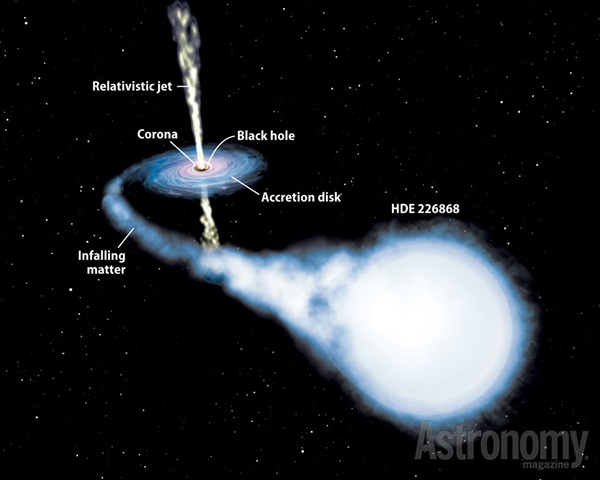 Relativistic jet
Corona
Black hole
Accretion disk
HDE 226868
Infalling
matter
Astronomy
magazine